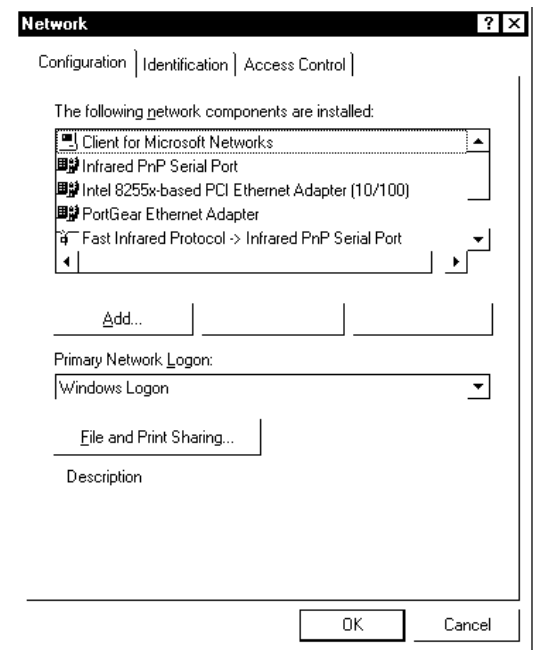 Network
Configuration Identification Access Control
The following network components are installed:
Client for Microsoft Networks
Infrared PnP Serial Port
Intel 8255x-based PCI Ethernet Adapter (10/100)
PortGear Ethernet Adapter
Fast Infrared Protocol -> Infrared PnP Serial Port
Add...
Primary Network Logon:
Windows Logon
File and Print Sharing...
Description
OK Cancel